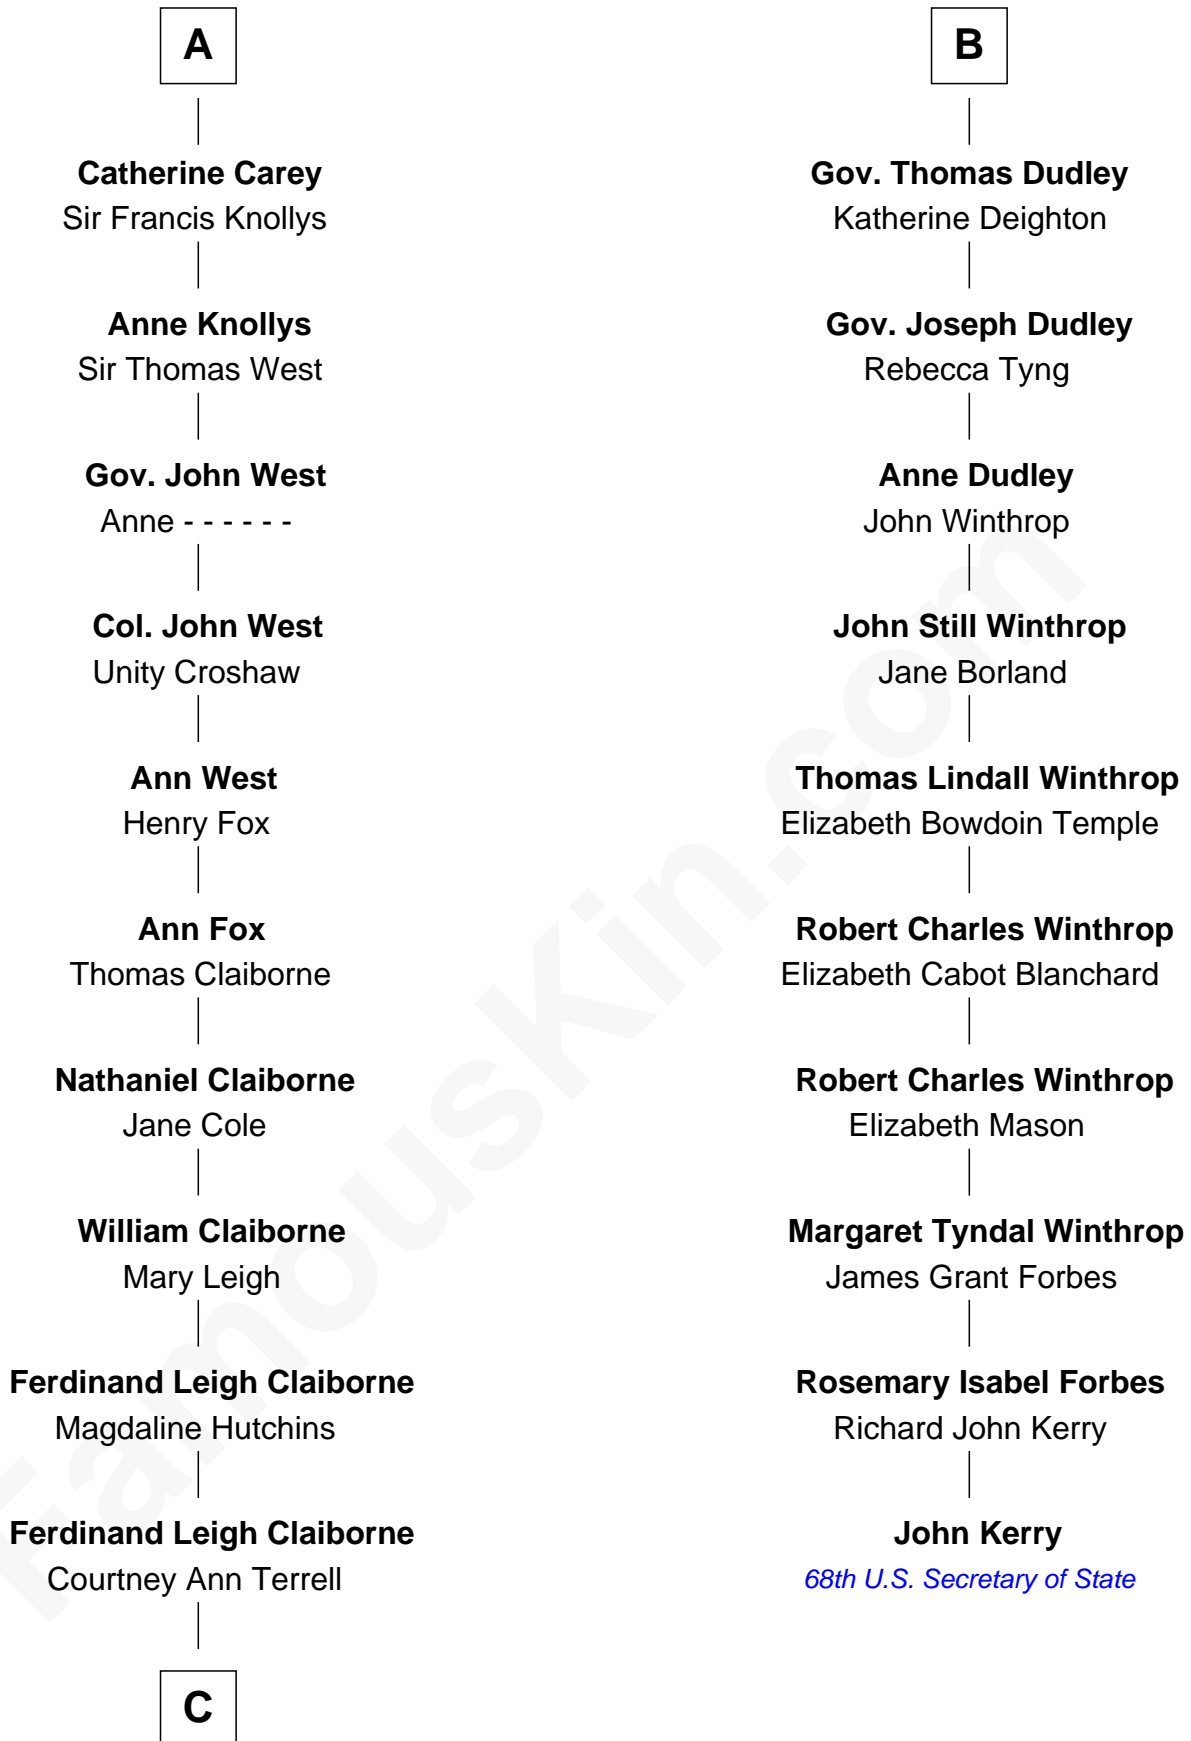 A
Catherine Carey
Sir Francis Knollys
Anne Knollys
Sir Thomas West
Gov. John West
Anne - - - - - -
Col. John West
Unity Croshaw
Ann West
Henry Fox
Ann Fox
Thomas Claiborne
Nathaniel Claiborne
Jane Cole
William Claiborne
Mary Leigh
Ferdinand Leigh Claiborne
Magdaline Hutchins
Ferdinand Leigh Claiborne
Courtney Ann Terrell
C
B
Gov. Thomas Dudley
Katherine Deighton
Gov. Joseph Dudley
Rebecca Tyng
Anne Dudley
John Winthrop
John Still Winthrop
Jane Borland
Thomas Lindall Winthrop
Elizabeth Bowdoin Temple
Robert Charles Winthrop
Elizabeth Cabot Blanchard
Robert Charles Winthrop
Elizabeth Mason
Margaret Tyndal Winthrop
James Grant Forbes
Rosemary Isabel Forbes
Richard John Kerry
John Kerry
68th U.S. Secretary of State
FamousKin.com